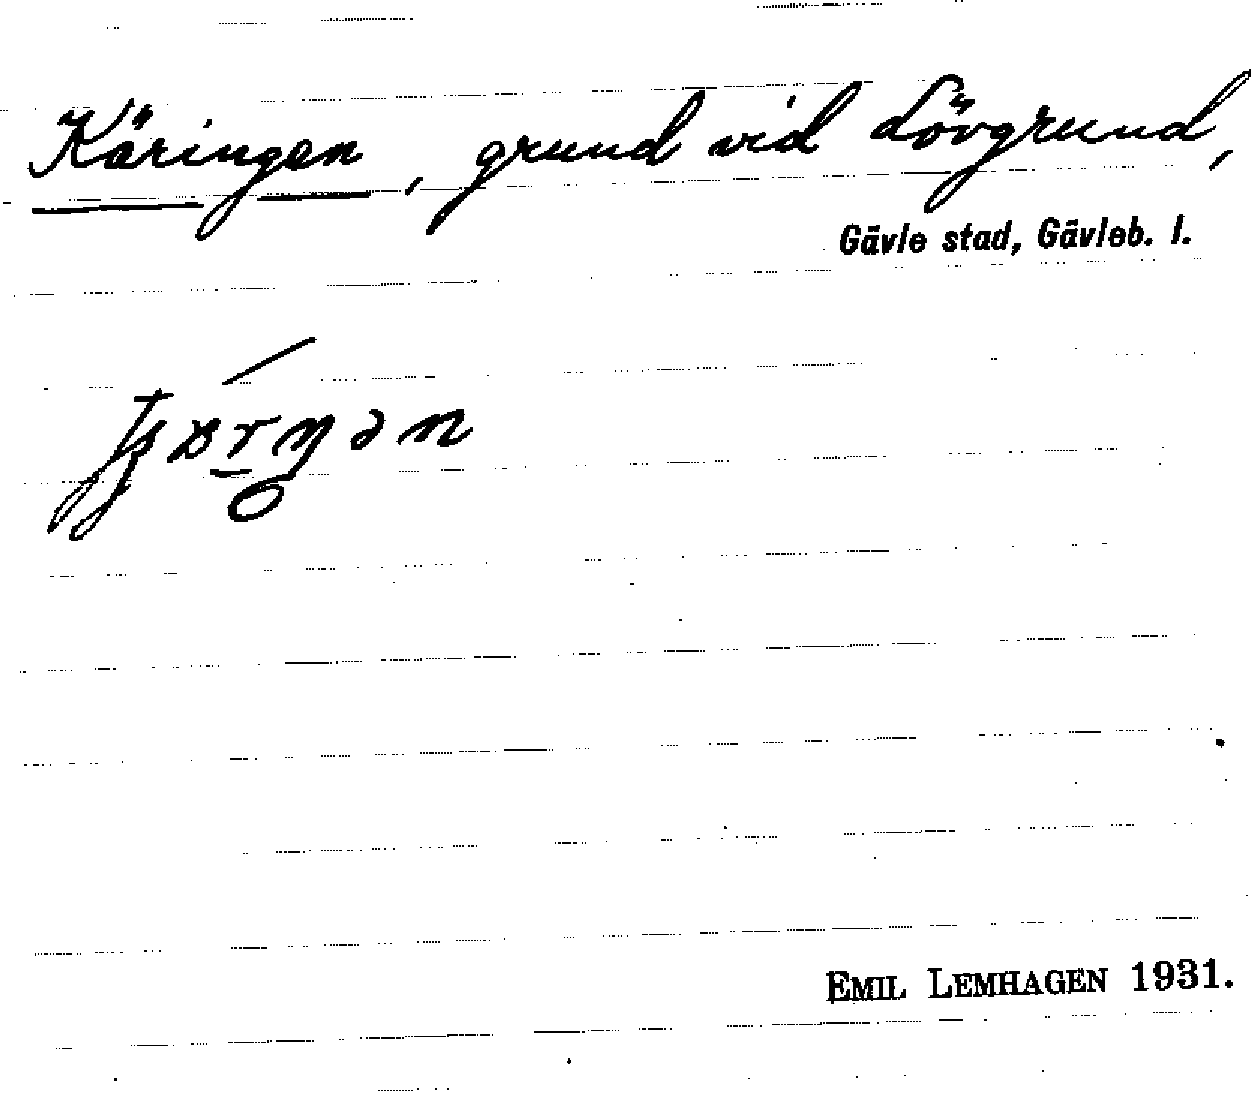 Käringen, grund vid Lövgrund,
Gävle stad, Gävleb. l.
EMIL LEMHAGEN 1931.